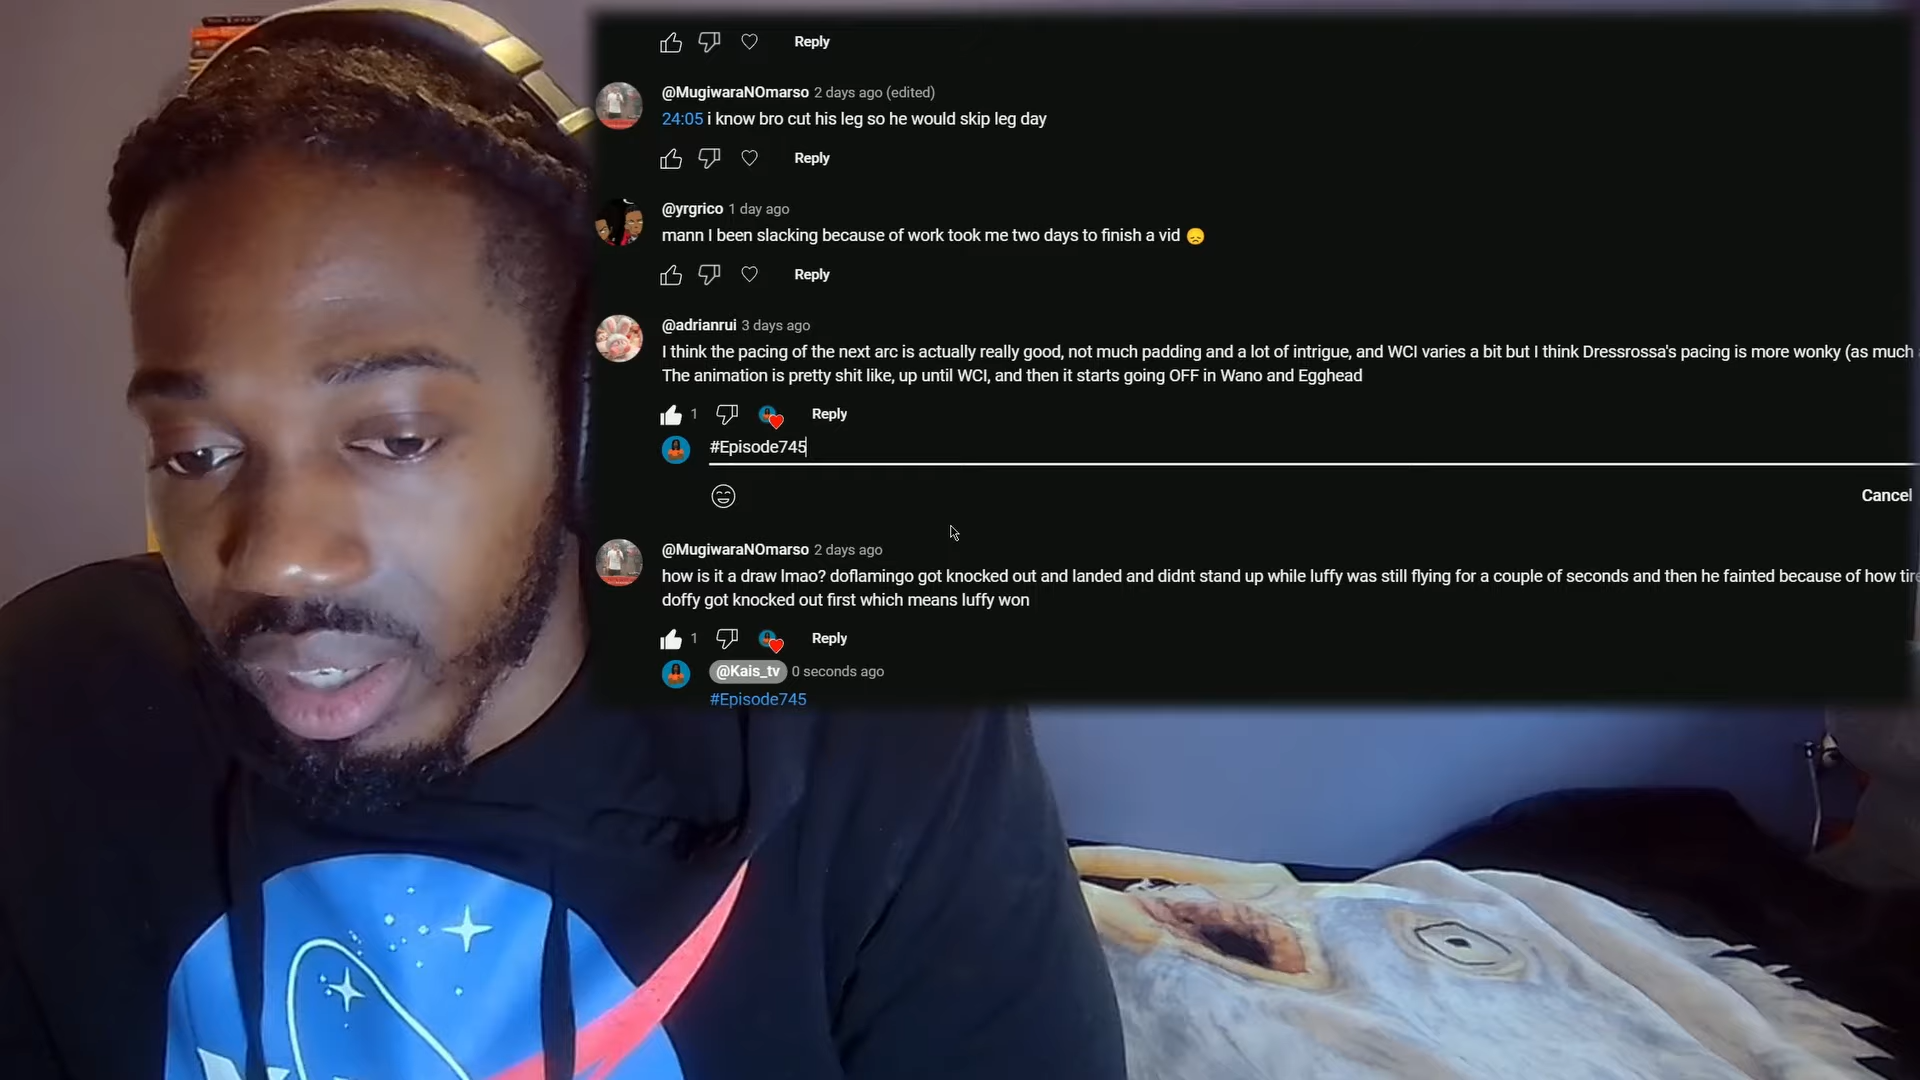 Reply
@MugiwaraNOmarso 2 days ago (edited)
24:05 i know bro cut his leg so he would skip leg day
Reply
@yrgrico 1 day ago
mann I been slacking because of work took me two days to finish a vid 😞
Reply
@adrianrui 3 days ago
I think the pacing of the next arc is actually really good, not much padding and a lot of intrigue, and WCI varies a bit but I think Dressrossa's pacing is more wonky (as much
The animation is pretty shit like, up until WCI, and then it starts going OFF in Wano and Egghead
1 Reply
#Episode745
Cancel
@MugiwaraNOmarso 2 days ago
how is it a draw lmao? doflamingo got knocked out and landed and didnt stand up while luffy was still flying for a couple of seconds and then he fainted because of how
doffy got knocked out first which means luffy won
1 Reply
@Kais_tv 0 seconds ago
#Episode745